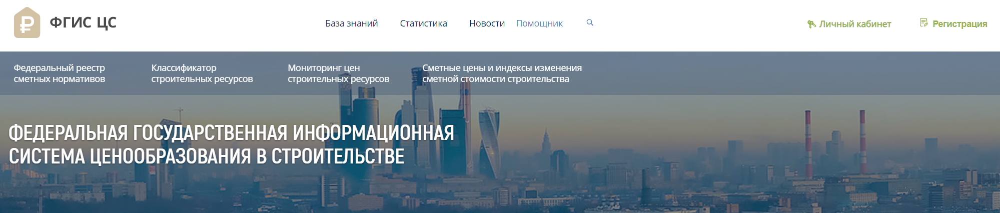 ФГИС ЦС
База знаний
Статистика
Новости
Помощник
Личный кабинет
Регистрация
Федеральный реестр
сметных нормативов
Классификатор
строительных ресурсов
Мониторинг цен
строительных ресурсов
Сметные цены и индексы изменения
сметной стоимости строительства
ФЕДЕРАЛЬНАЯ ГОСУДАРСТВЕННАЯ ИНФОРМАЦИОННАЯ
СИСТЕМА ЦЕНООБРАЗОВАНИЯ В СТРОИТЕЛЬСТВЕ